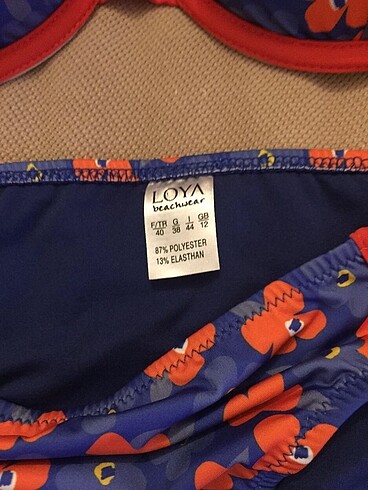 LOYA
beachwear
F/TR G I GB
40 38 44 12
87% POLYESTER
13% ELASTHAN